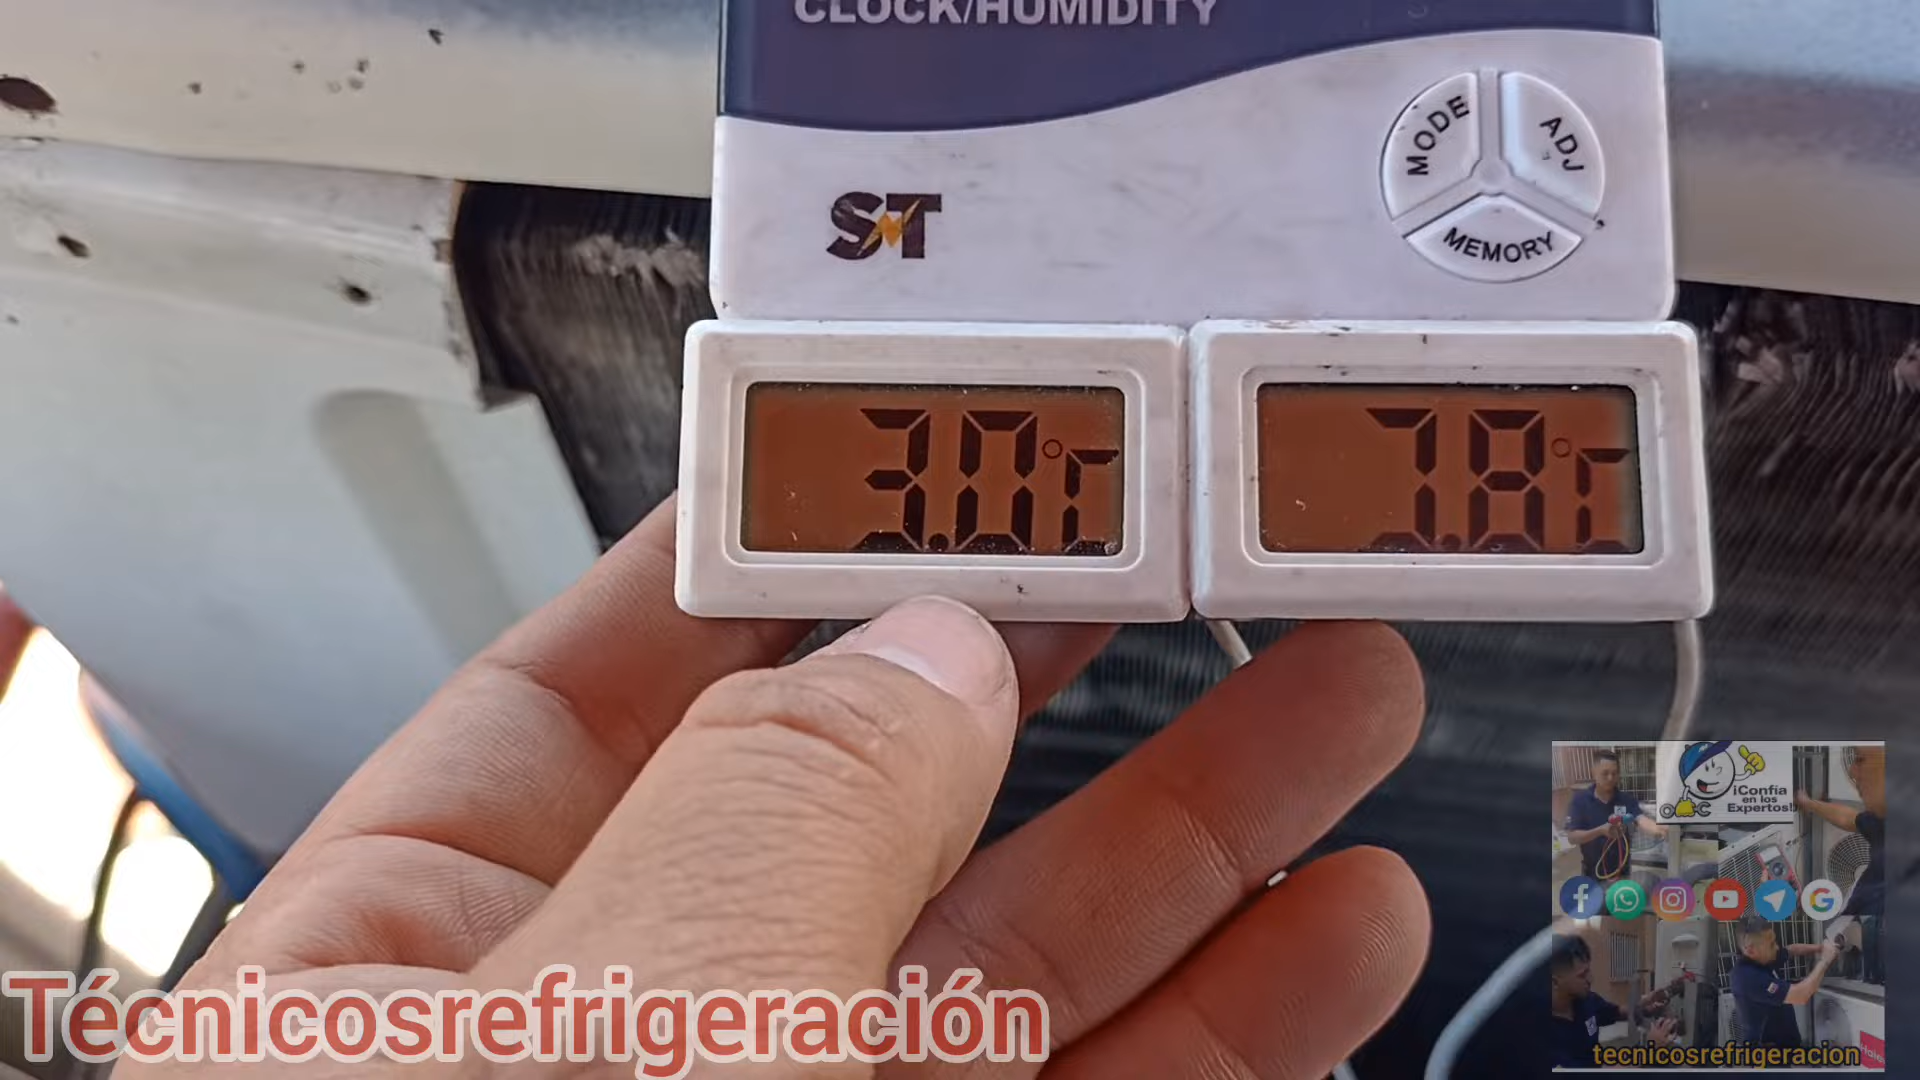 CLOCK/HUMIDITY
MODE
ADJ
MEMORY
ST
3.0°C
7.8°C
¡Confía
en los
Expertos!
Técnicosrefrigeración
tecnicosrefrigeracion